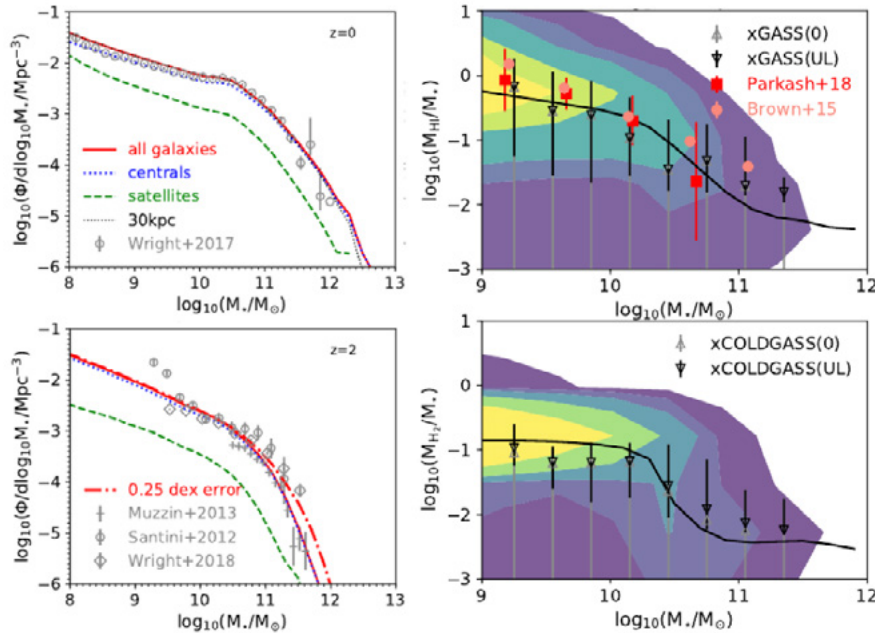 log₁₀(Φ/dlog₁₀M⋆/Mpc⁻³)
−1
−2
−3
−4
−5
−6
z=0
all galaxies
centrals
satellites
30kpc
Wright+2017
8 9 10 11 12 13
log₁₀(M⋆/M⊙)
log₁₀(M_HI/M⋆)
1
0
−1
−2
−3
xGASS(0)
xGASS(UL)
Parkash+18
Brown+15
9 10 11
log₁₀(M⋆/M⊙)
log₁₀(Φ/dlog₁₀M⋆/Mpc⁻³)
−1
−2
−3
−4
−5
−6
z=2
0.25 dex error
Muzzin+2013
Santini+2012
Wright+2018
8 9 10 11 12 13
log₁₀(M⋆/M⊙)
log₁₀(M_H₂/M⋆)
1
0
−1
−2
−3
xCOLDGASS(0)
xCOLDGASS(UL)
9 10 11
log₁₀(M⋆/M⊙)